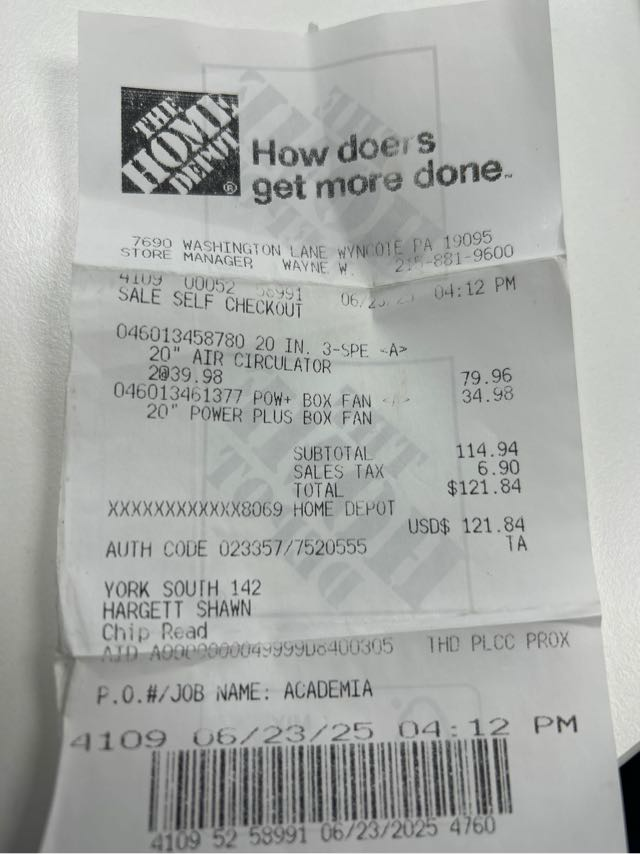 THE
HOME
DEPOT
®
How doers
get more done.™
7690 WASHINGTON LANE WYNCOTE PA 19095
STORE MANAGER WAYNE W. 215-881-9600
4109 00052 58991 04:12 PM
SALE SELF CHECKOUT
046013458780 20 IN. 3-SPE <A>
20" AIR CIRCULATOR
2@39.98 79.96
046013461377 POW+ BOX FAN 34.98
20" POWER PLUS BOX FAN
SUBTOTAL 114.94
SALES TAX 6.90
TOTAL $121.84
XXXXXXXXXXXX8069 HOME DEPOT
USD$ 121.84
AUTH CODE 023357/7520555 TA
YORK SOUTH 142
HARGETT SHAWN
Chip Read
AID THD PLCC PROX
P.O.#/JOB NAME: ACADEMIA
4109 06/23/25 04:12 PM
4109 52 58991 06/23/2025 4760